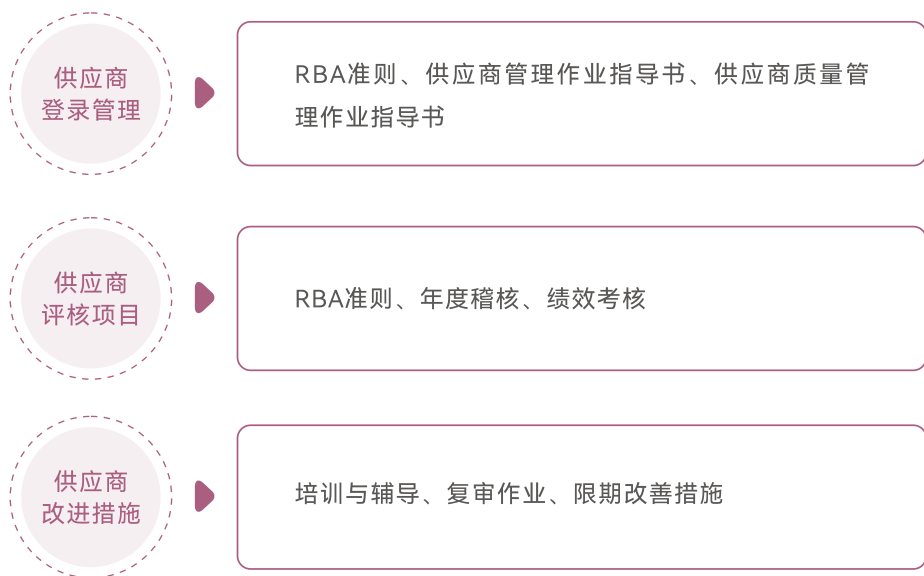 供应商
登录管理
RBA准则、供应商管理作业指导书、供应商质量管
理作业指导书
供应商
评核项目
RBA准则、年度稽核、绩效考核
供应商
改进措施
培训与辅导、复审作业、限期改善措施